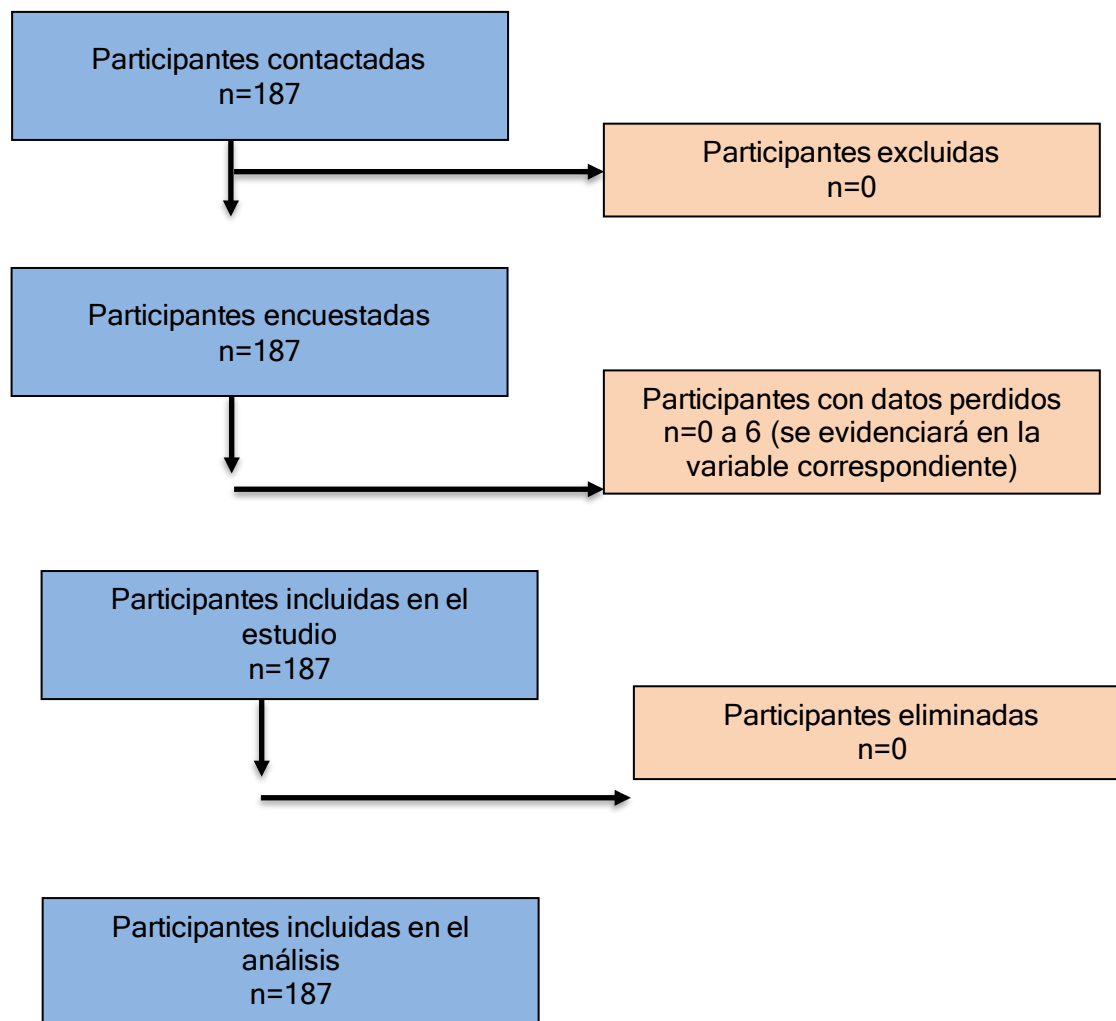 Participantes contactadas
n=187
Participantes excluidas
n=0
Participantes encuestadas
n=187
Participantes con datos perdidos
n=0 a 6 (se evidenciará en la
variable correspondiente)
Participantes incluidas en el
estudio
n=187
Participantes eliminadas
n=0
Participantes incluidas en el
análisis
n=187